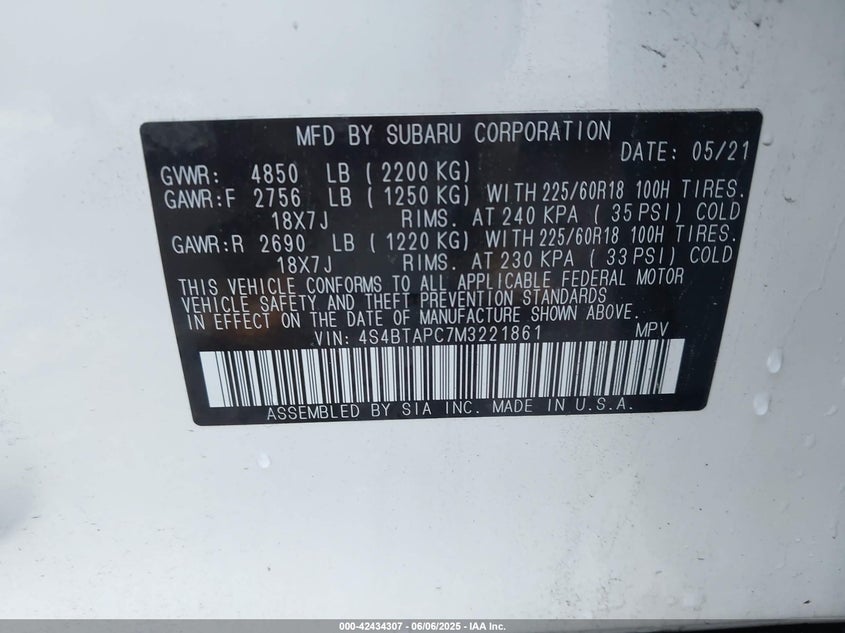 MFD BY SUBARU CORPORATION
DATE: 05/21
GVWR: 4850 LB (2200 KG)
GAWR:F 2756 LB (1250 KG) WITH 225/60R18 100H TIRES.
18X7J RIMS. AT 240 KPA (35 PSI) COLD
GAWR:R 2690 LB (1220 KG) WITH 225/60R18 100H TIRES.
18X7J RIMS. AT 230 KPA (33 PSI) COLD
THIS VEHICLE CONFORMS TO ALL APPLICABLE FEDERAL MOTOR
VEHICLE SAFETY AND THEFT PREVENTION STANDARDS
IN EFFECT ON THE DATE OF MANUFACTURE SHOWN ABOVE.
VIN: 4S4BTAPC7M3221861 MPV
ASSEMBLED BY SIA INC. MADE IN U.S.A.
000-42434307 - 06/06/2025 - IAA Inc.